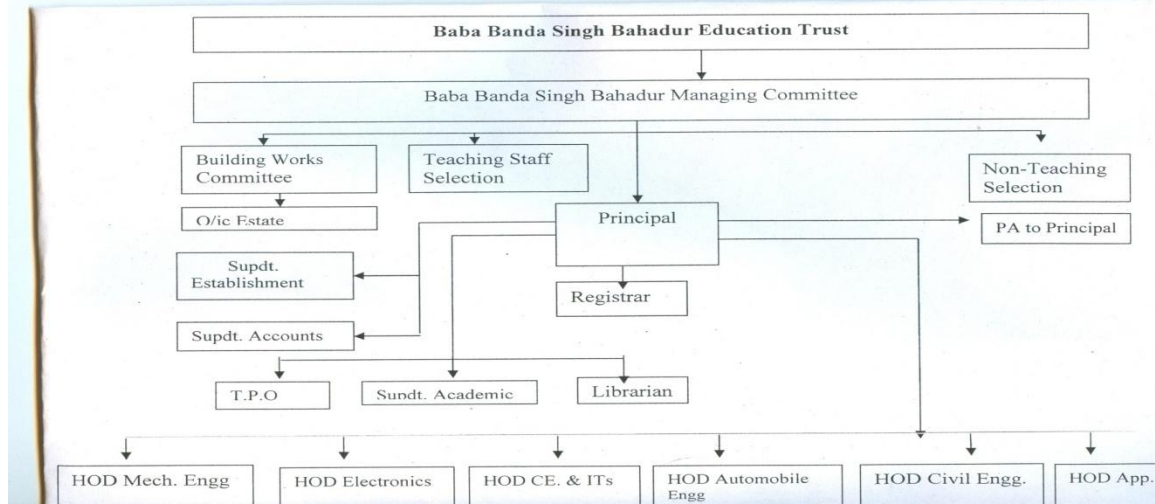 Baba Banda Singh Bahadur Education Trust
Baba Banda Singh Bahadur Managing Committee
Building Works
Committee
Teaching Staff
Selection
Non-Teaching
Selection
O/ic Estate
Principal
PA to Principal
Supdt.
Establishment
Registrar
Supdt. Accounts
T.P.O
Sundt. Academic
Librarian
HOD Mech. Engg
HOD Electronics
HOD CE. & ITs
HOD Automobile
Engg
HOD Civil Engg.
HOD App.